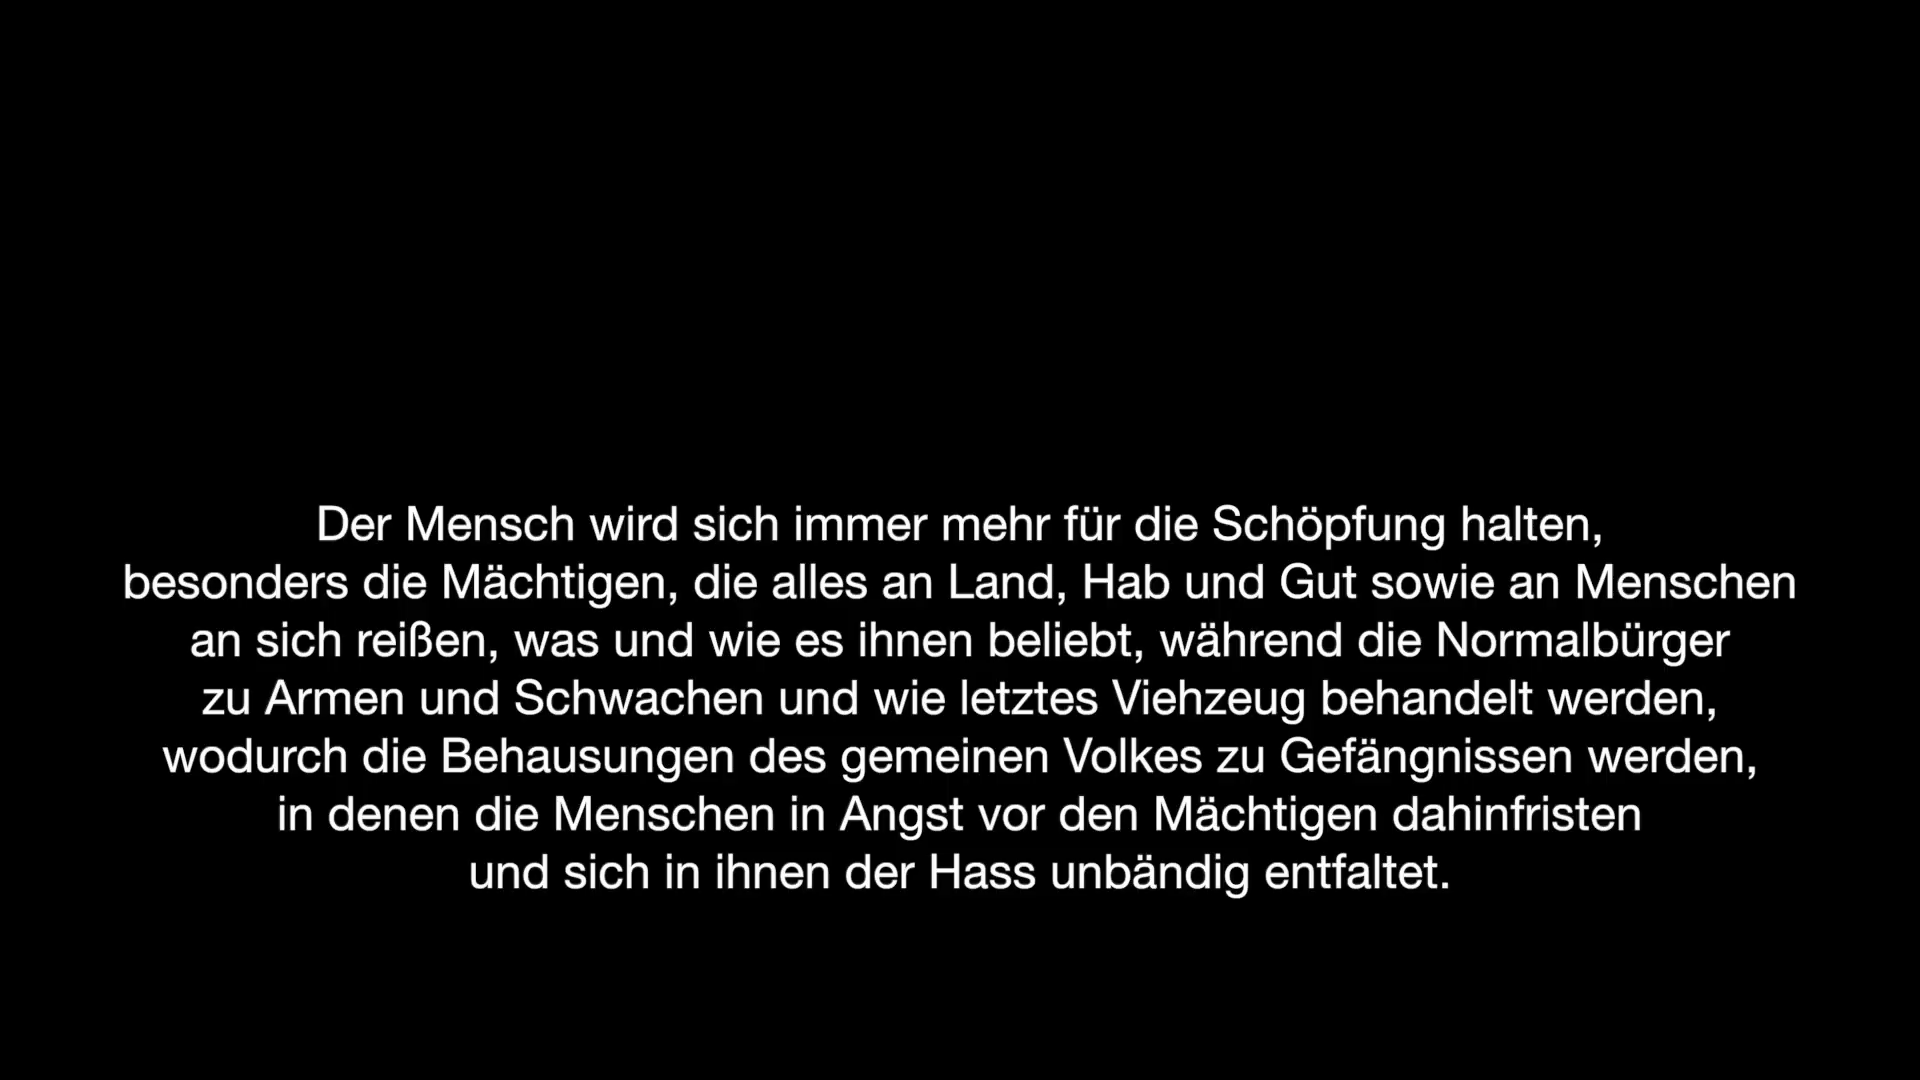 Der Mensch wird sich immer mehr für die Schöpfung halten,
besonders die Mächtigen, die alles an Land, Hab und Gut sowie an Menschen
an sich reißen, was und wie es ihnen beliebt, während die Normalbürger
zu Armen und Schwachen und wie letztes Viehzeug behandelt werden,
wodurch die Behausungen des gemeinen Volkes zu Gefängnissen werden,
in denen die Menschen in Angst vor den Mächtigen dahinfristen
und sich in ihnen der Hass unbändig entfaltet.